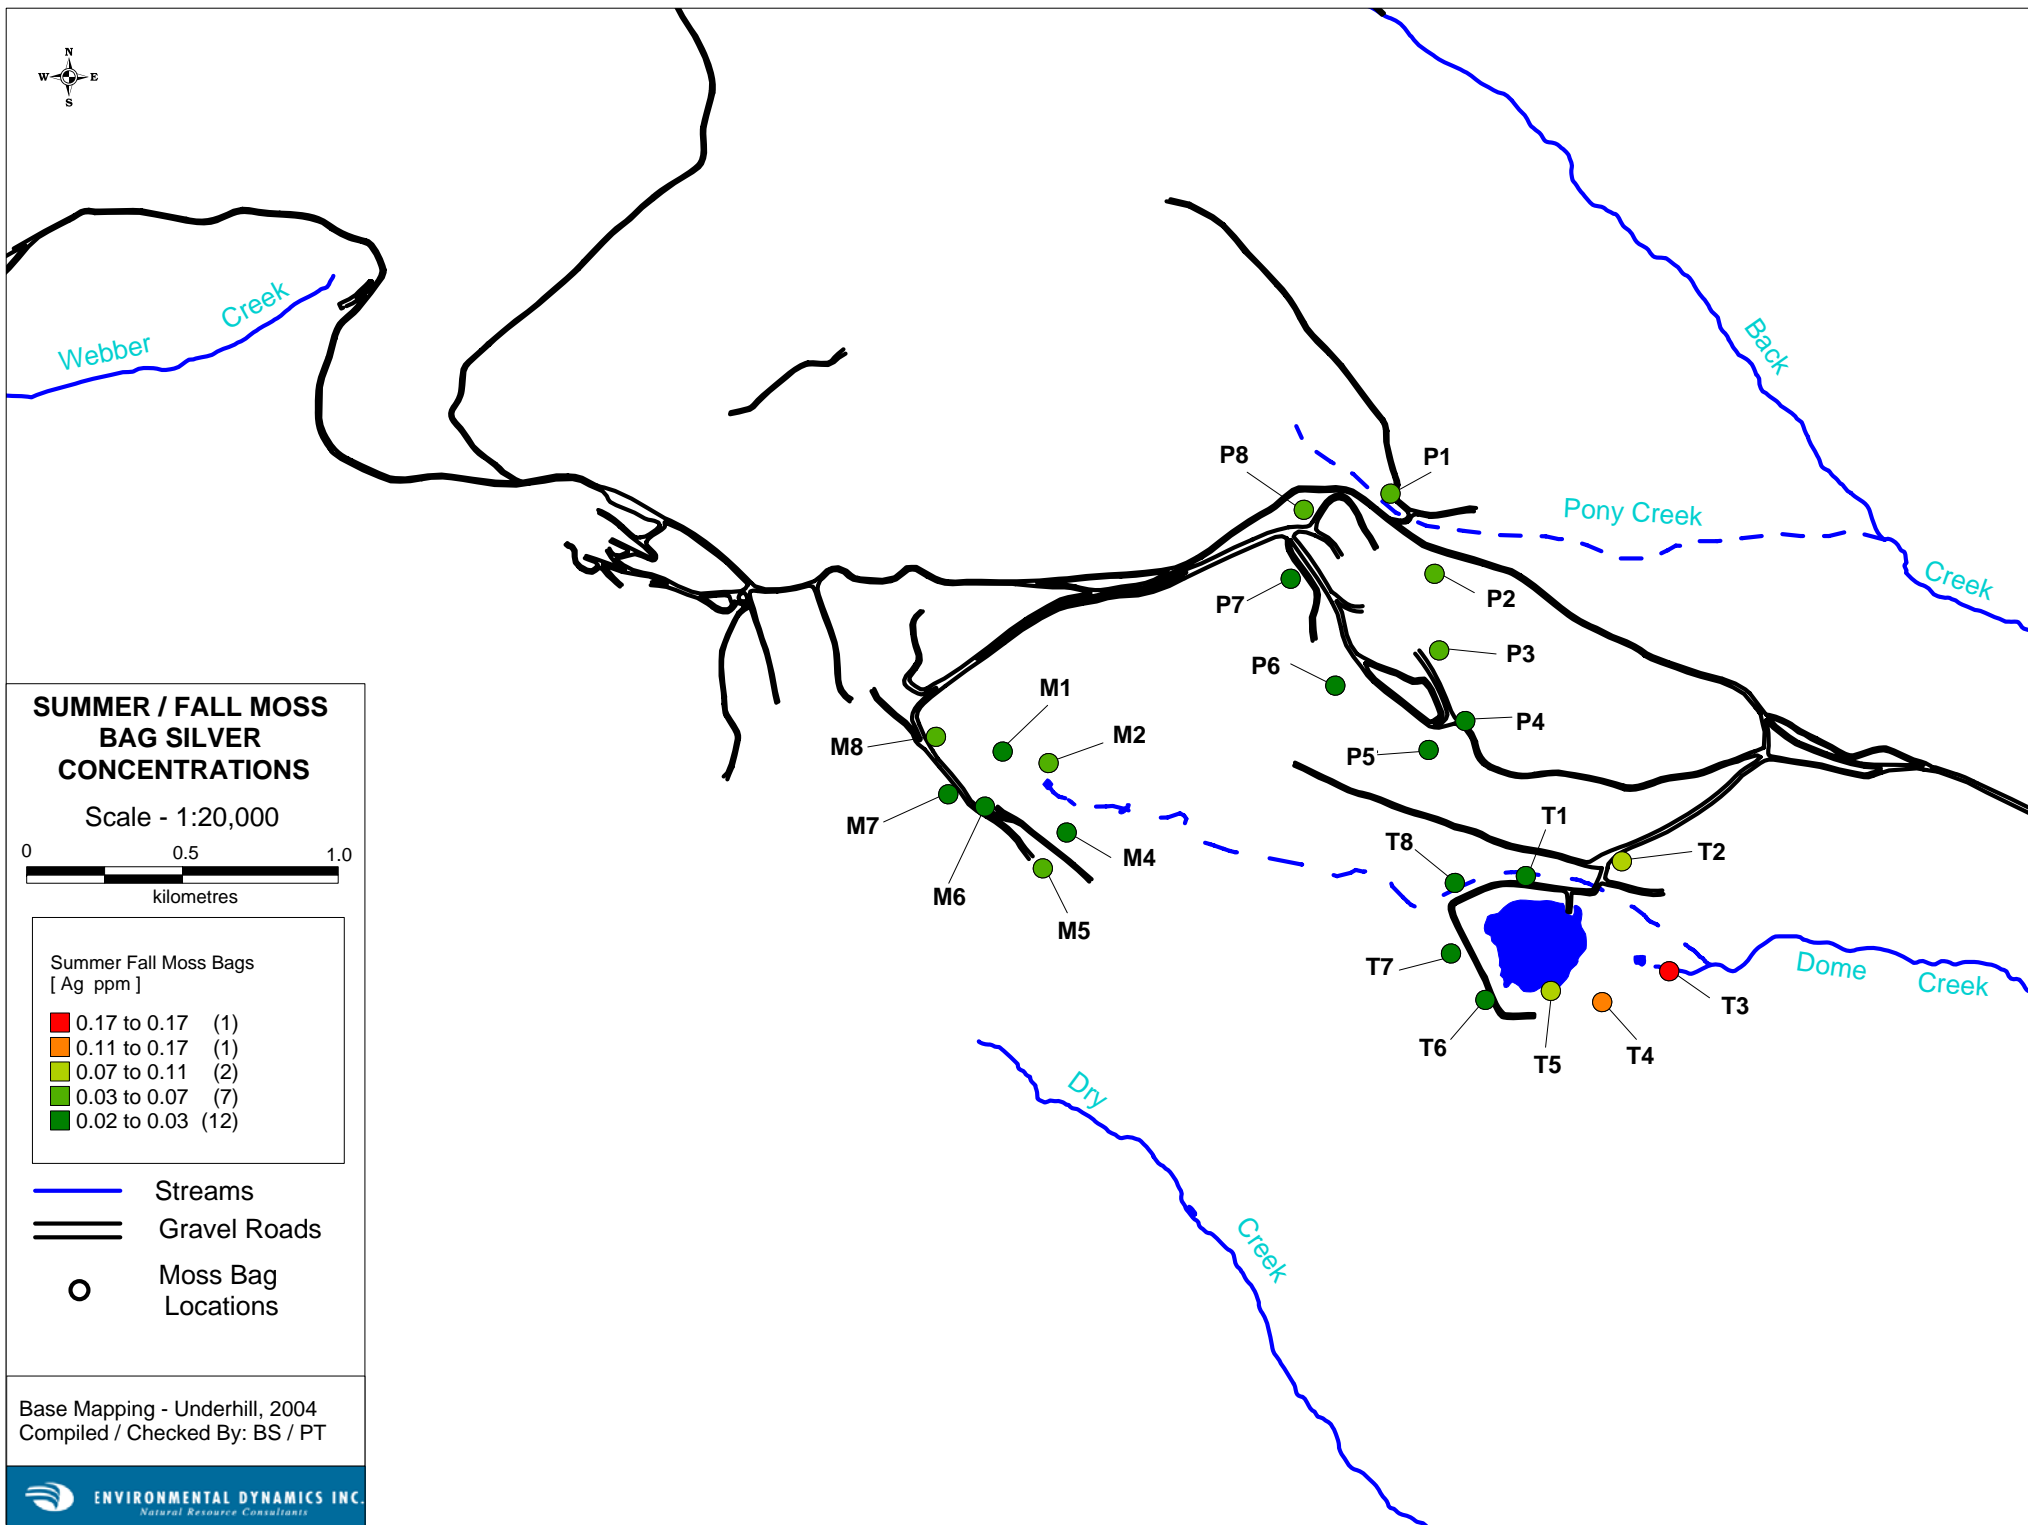 N
W E
S
Webber Creek
Back
Creek
Pony Creek
P8
P1
P7
P2
P6
P3
P5
P4
M1
M8
M2
M7
M4
M6
M5
T1
T8
T2
T7
T3
T6
T5
T4
Dome Creek
Dry
Creek
SUMMER / FALL MOSS
BAG SILVER
CONCENTRATIONS
Scale - 1:20,000
0 0.5 1.0
kilometres
Summer Fall Moss Bags
[ Ag ppm ]
0.17 to 0.17 (1)
0.11 to 0.17 (1)
0.07 to 0.11 (2)
0.03 to 0.07 (7)
0.02 to 0.03 (12)
Streams
Gravel Roads
Moss Bag
Locations
Base Mapping - Underhill, 2004
Compiled / Checked By: BS / PT
ENVIRONMENTAL DYNAMICS INC.
Natural Resource Consultants